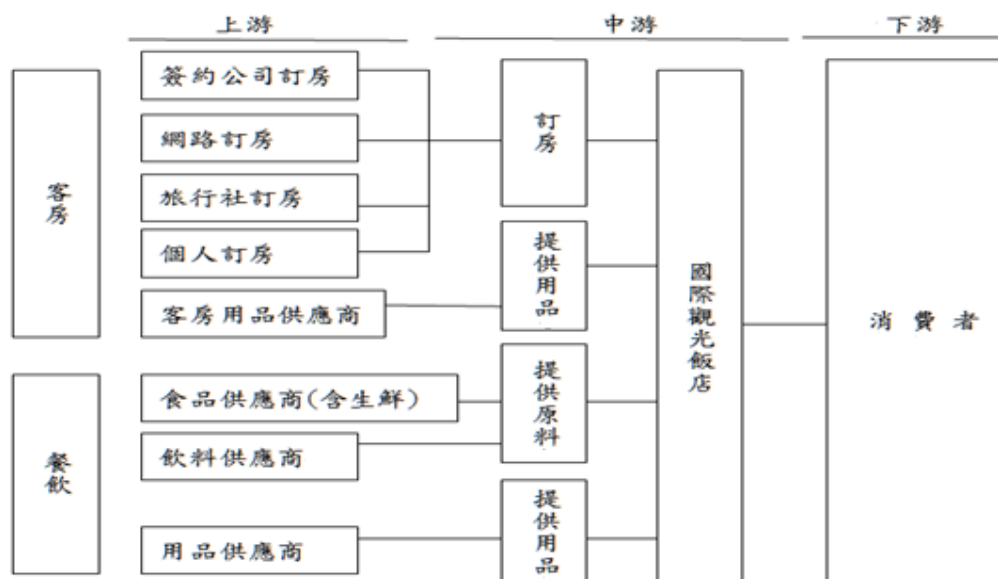 上游
中游
下游
客房
簽約公司訂房
網路訂房
旅行社訂房
個人訂房
客房用品供應商
訂房
提供用品
餐飲
食品供應商(含生鮮)
飲料供應商
用品供應商
提供原料
提供用品
國際觀光飯店
消費者